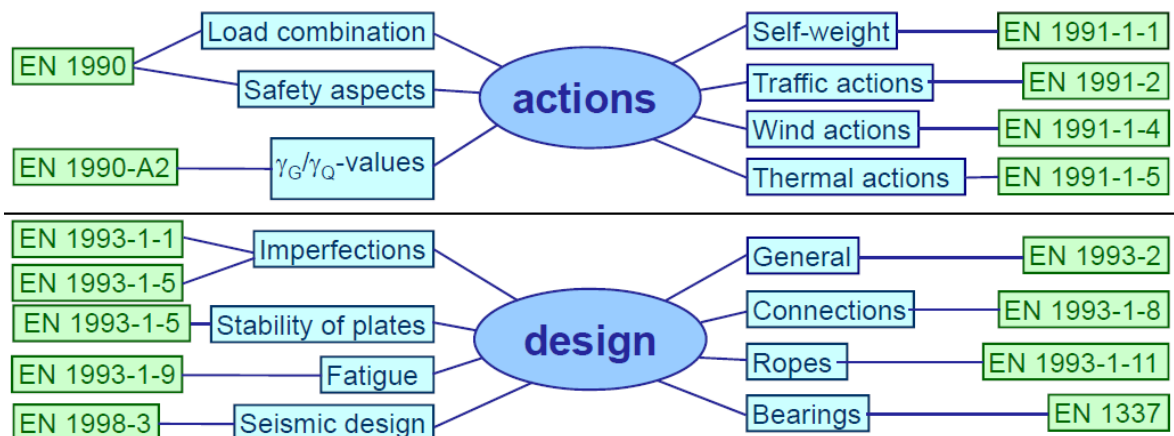 EN 1990
Load combination
Safety aspects
EN 1990-A2
γG/γQ-values
actions
Self-weight
EN 1991-1-1
Traffic actions
EN 1991-2
Wind actions
EN 1991-1-4
Thermal actions
EN 1991-1-5
EN 1993-1-1
EN 1993-1-5
Imperfections
EN 1993-1-5
Stability of plates
EN 1993-1-9
Fatigue
EN 1998-3
Seismic design
design
General
EN 1993-2
Connections
EN 1993-1-8
Ropes
EN 1993-1-11
Bearings
EN 1337